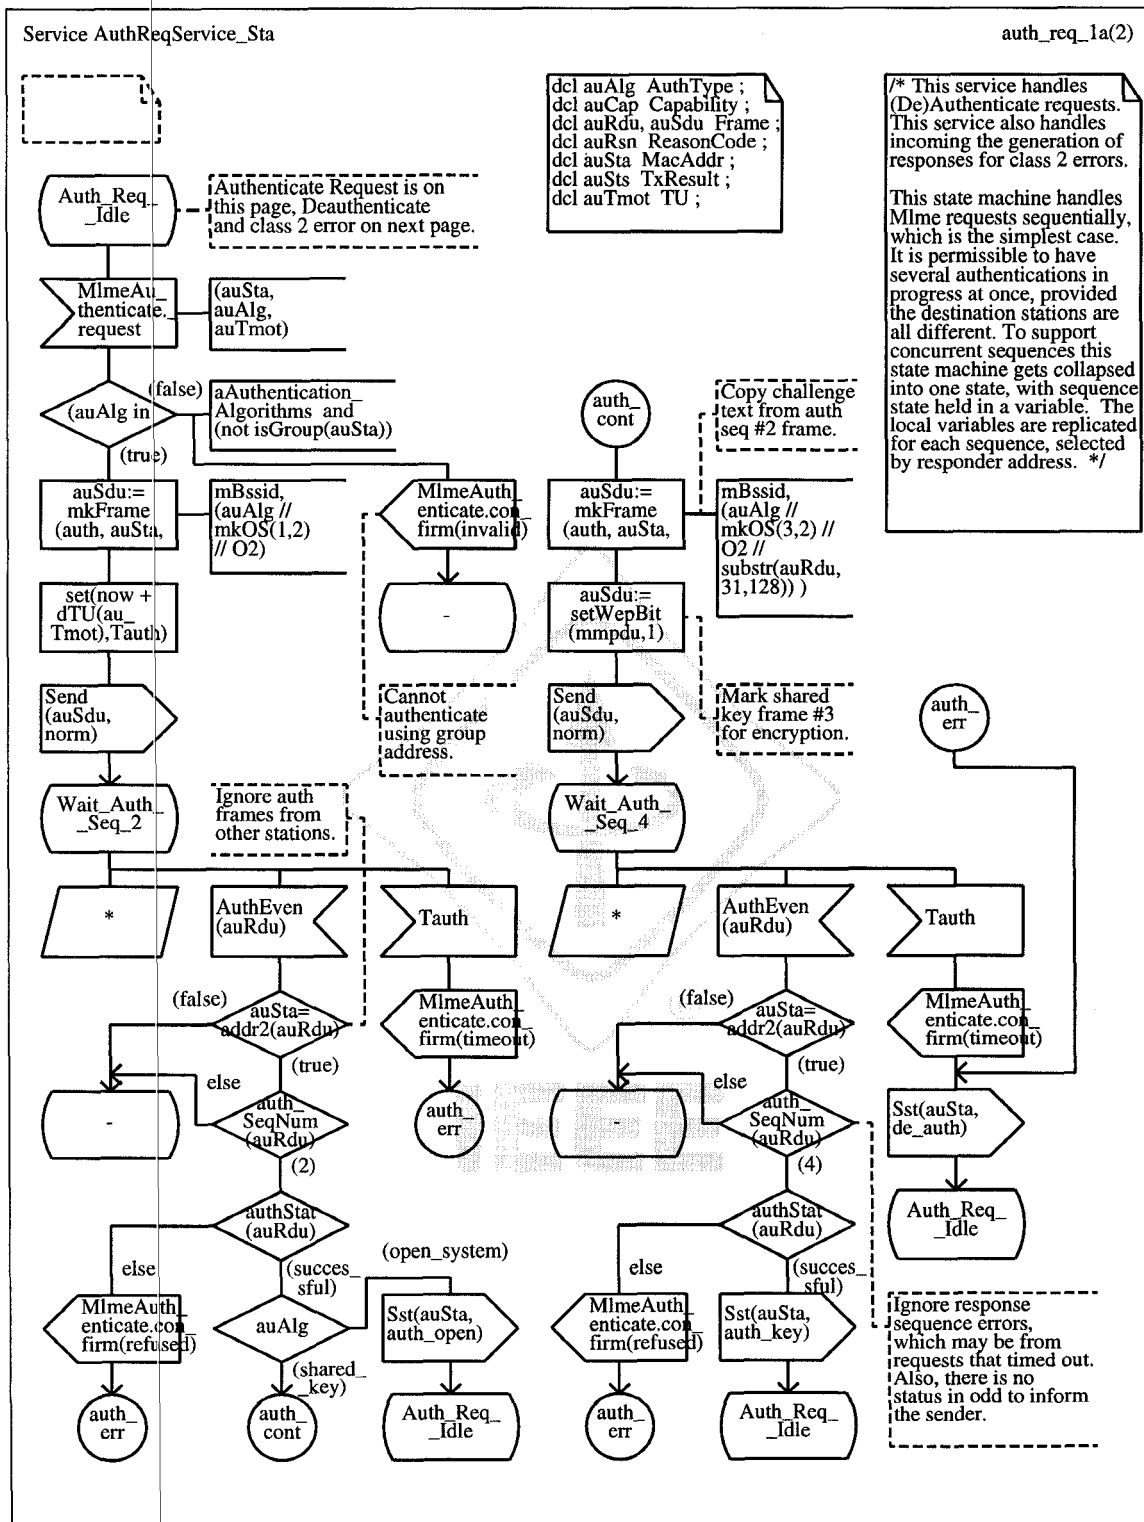 Service AuthReqService_Sta
auth_req_1a(2)
dcl auAlg AuthType ;
dcl auCap Capability ;
dcl auRdu, auSdu Frame ;
dcl auRsn ReasonCode ;
dcl auSta MacAddr ;
dcl auSts TxResult ;
dcl auTmot TU ;
/* This service handles
(De)Authenticate requests.
This service also handles
incoming the generation of
responses for class 2 errors.
This state machine handles
Mlme requests sequentially,
which is the simplest case.
It is permissible to have
several authentications in
progress at once, provided
the destination stations are
all different. To support
concurrent sequences this
state machine gets collapsed
into one state, with sequence
state held in a variable. The
local variables are replicated
for each sequence, selected
by responder address. */
Auth_Req_
_Idle
Authenticate Request is on
this page, Deauthenticate
and class 2 error on next page.
MlmeAu_
thenticate._
request
(auSta,
auAlg,
auTmot)
(auAlg in
(false)
aAuthentication_
Algorithms and
(not isGroup(auSta))
(true)
auSdu:=
mkFrame
(auth, auSta,
mBssid,
(auAlg //
mkOS(1,2)
// O2)
MlmeAuth_
enticate.con_
firm(invalid)
-
set(now +
dTU(au_
Tmot),Tauth)
Send
(auSdu,
norm)
Cannot
authenticate
using group
address.
Wait_Auth_
_Seq_2
Ignore auth
frames from
other stations.
*
AuthEven
(auRdu)
Tauth
(false)
auSta=
addr2(auRdu)
MlmeAuth_
enticate.con_
firm(timeout)
(true)
else
-
auth_
SeqNum
(auRdu)
auth_
err
(2)
authStat
(auRdu)
else
(succes_
sful)
(open_system)
MlmeAuth_
enticate.con_
firm(refused)
auAlg
Sst(auSta,
auth_open)
(shared_
_key)
auth_
err
auth_
cont
Auth_Req_
_Idle
auth_
cont
Copy challenge
text from auth
seq #2 frame.
auSdu:=
mkFrame
(auth, auSta,
mBssid,
(auAlg //
mkOS(3,2) //
O2 //
substr(auRdu,
31,128)) )
auSdu:=
setWepBit
(mmpdu,1)
Send
(auSdu,
norm)
Mark shared
key frame #3
for encryption.
auth_
err
Wait_Auth_
_Seq_4
*
AuthEven
(auRdu)
Tauth
(false)
auSta=
addr2(auRdu)
MlmeAuth_
enticate.con_
firm(timeout)
(true)
else
-
auth_
SeqNum
(auRdu)
Sst(auSta,
de_auth)
(4)
authStat
(auRdu)
Auth_Req_
_Idle
else
(succes_
sful)
MlmeAuth_
enticate.con_
firm(refused)
Sst(auSta,
auth_key)
Ignore response
sequence errors,
which may be from
requests that timed out.
Also, there is no
status in odd to inform
the sender.
auth_
err
Auth_Req_
_Idle
IEEE